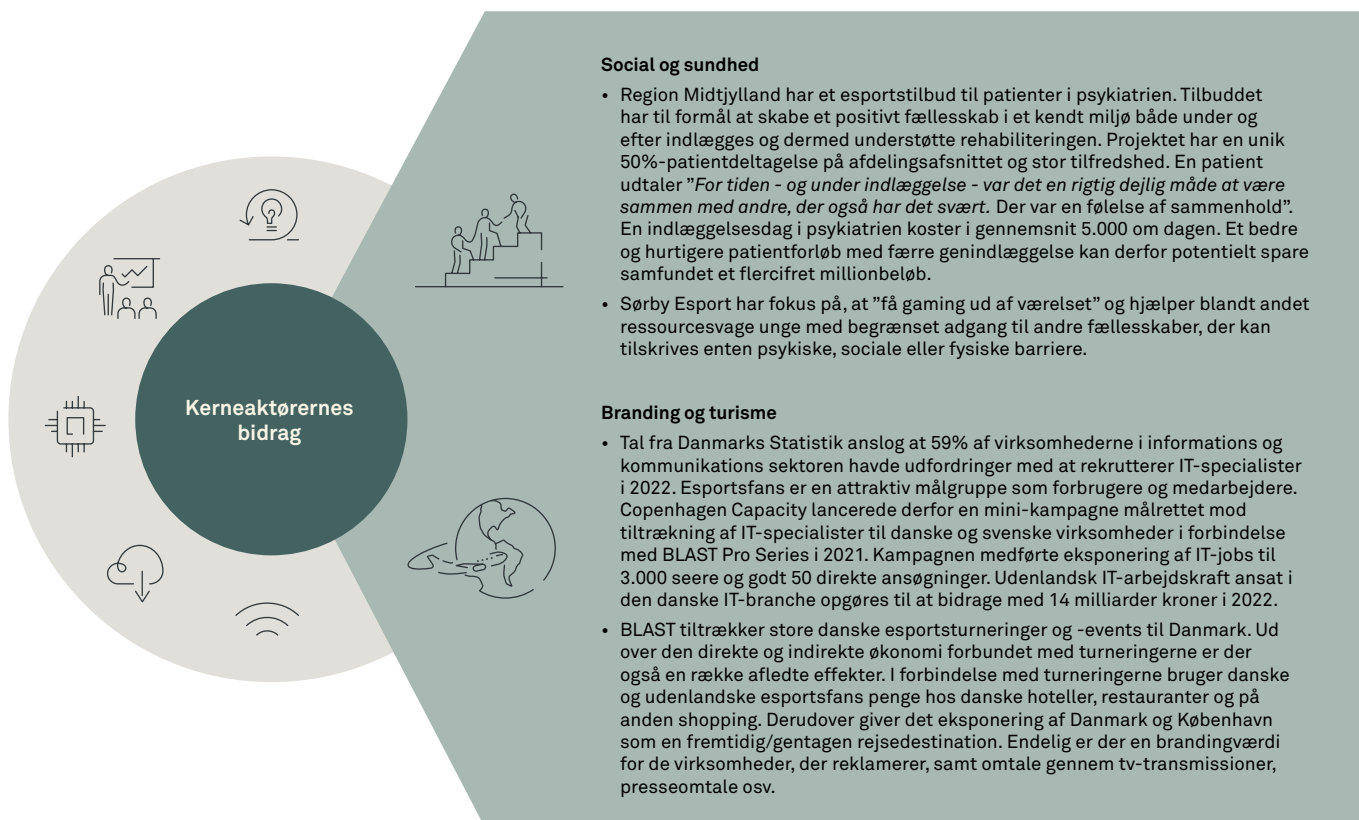 Kerneaktørernes
bidrag
Social og sundhed
• Region Midtjylland har et esportstilbud til patienter i psykiatrien. Tilbuddet
har til formål at skabe et positivt fællesskab i et kendt miljø både under og
efter indlægges og dermed understøtte rehabiliteringen. Projektet har en unik
50%-patientdeltagelse på afdelingsafsnittet og stor tilfredshed. En patient
udtaler ”For tiden - og under indlæggelse - var det en rigtig dejlig måde at være
sammen med andre, der også har det svært. Der var en følelse af sammenhold”.
En indlæggelsesdag i psykiatrien koster i gennemsnit 5.000 om dagen. Et bedre
og hurtigere patientforløb med færre genindlæggelse kan derfor potentielt spare
samfundet et flercifret millionbeløb.
• Sørby Esport har fokus på, at ”få gaming ud af værelset” og hjælper blandt andet
ressourcesvage unge med begrænset adgang til andre fællesskaber, der kan
tilskrives enten psykiske, sociale eller fysiske barriere.
Branding og turisme
• Tal fra Danmarks Statistik anslog at 59% af virksomhederne i informations og
kommunikations sektoren havde udfordringer med at rekrutterer IT-specialister
i 2022. Esportsfans er en attraktiv målgruppe som forbrugere og medarbejdere.
Copenhagen Capacity lancerede derfor en mini-kampagne målrettet mod
tiltrækning af IT-specialister til danske og svenske virksomheder i forbindelse
med BLAST Pro Series i 2021. Kampagnen medførte eksponering af IT-jobs til
3.000 seere og godt 50 direkte ansøgninger. Udenlandsk IT-arbejdskraft ansat i
den danske IT-branche opgøres til at bidrage med 14 milliarder kroner i 2022.
• BLAST tiltrækker store danske esportsturneringer og -events til Danmark. Ud
over den direkte og indirekte økonomi forbundet med turneringerne er der
også en række afledte effekter. I forbindelse med turneringerne bruger danske
og udenlandske esportsfans penge hos danske hoteller, restauranter og på
anden shopping. Derudover giver det eksponering af Danmark og København
som en fremtidig/gentagen rejsedestination. Endelig er der en brandingværdi
for de virksomheder, der reklamerer, samt omtale gennem tv-transmissioner,
presseomtale osv.